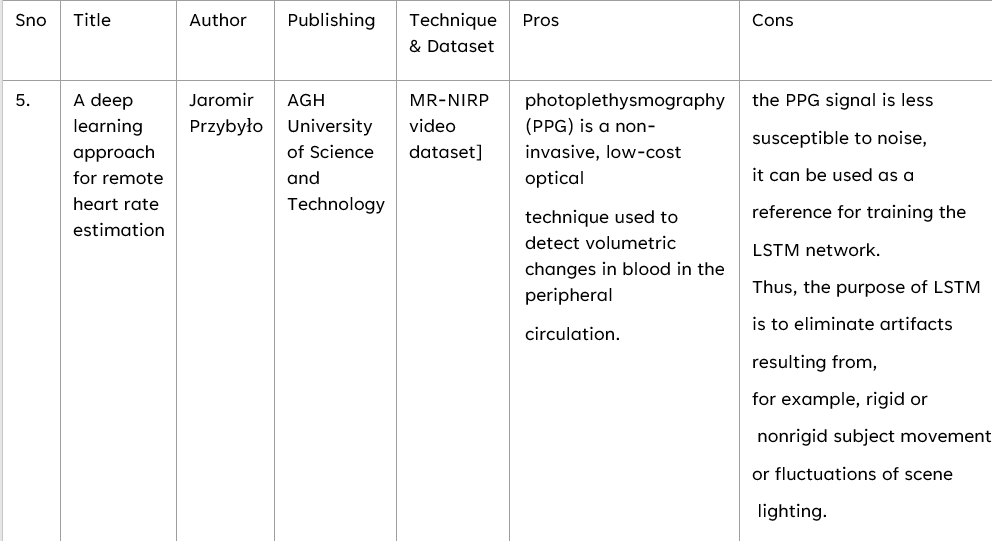 Sno
Title
Author
Publishing
Technique
& Dataset
Pros
Cons
5.
A deep
learning
approach
for remote
heart rate
estimation
Jaromir
Przybyło
AGH
University
of Science
and
Technology
MR-NIRP
video
dataset]
photoplethysmography
(PPG) is a non-
invasive, low-cost
optical
technique used to
detect volumetric
changes in blood in the
peripheral
circulation.
the PPG signal is less
susceptible to noise,
it can be used as a
reference for training the
LSTM network.
Thus, the purpose of LSTM
is to eliminate artifacts
resulting from,
for example, rigid or
nonrigid subject movement
or fluctuations of scene
lighting.